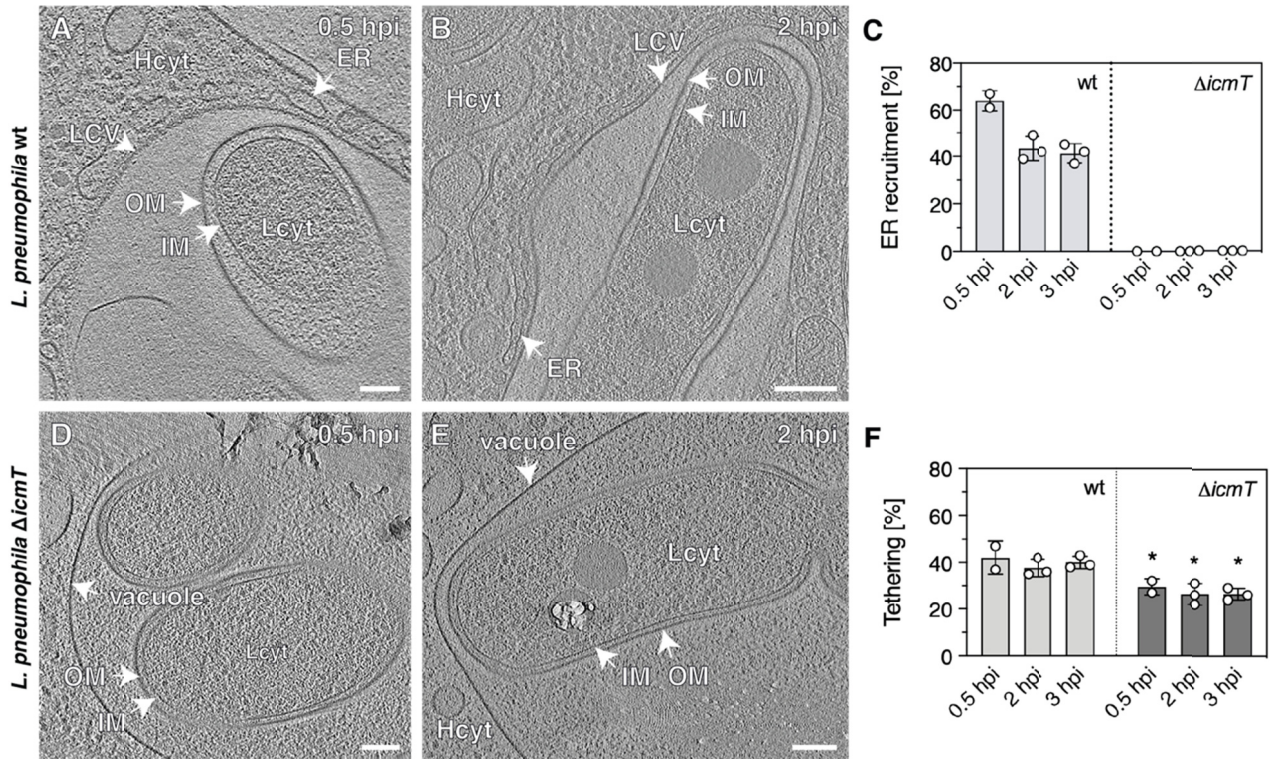 L. pneumophila wt
A
0.5 hpi
Hcyt
ER
LCV
OM
IM
Lcyt
B
2 hpi
LCV
OM
Hcyt
IM
Lcyt
ER
C
ER recruitment [%]
80
60
40
20
0
wt
ΔicmT
0.5 hpi
2 hpi
3 hpi
0.5 hpi
2 hpi
3 hpi
L. pneumophila ΔicmT
D
0.5 hpi
vacuole
Lcyt
OM
IM
E
2 hpi
vacuole
Lcyt
IM OM
Hcyt
F
Tethering [%]
80
60
40
20
0
wt
ΔicmT
* * *
0.5 hpi
2 hpi
3 hpi
0.5 hpi
2 hpi
3 hpi